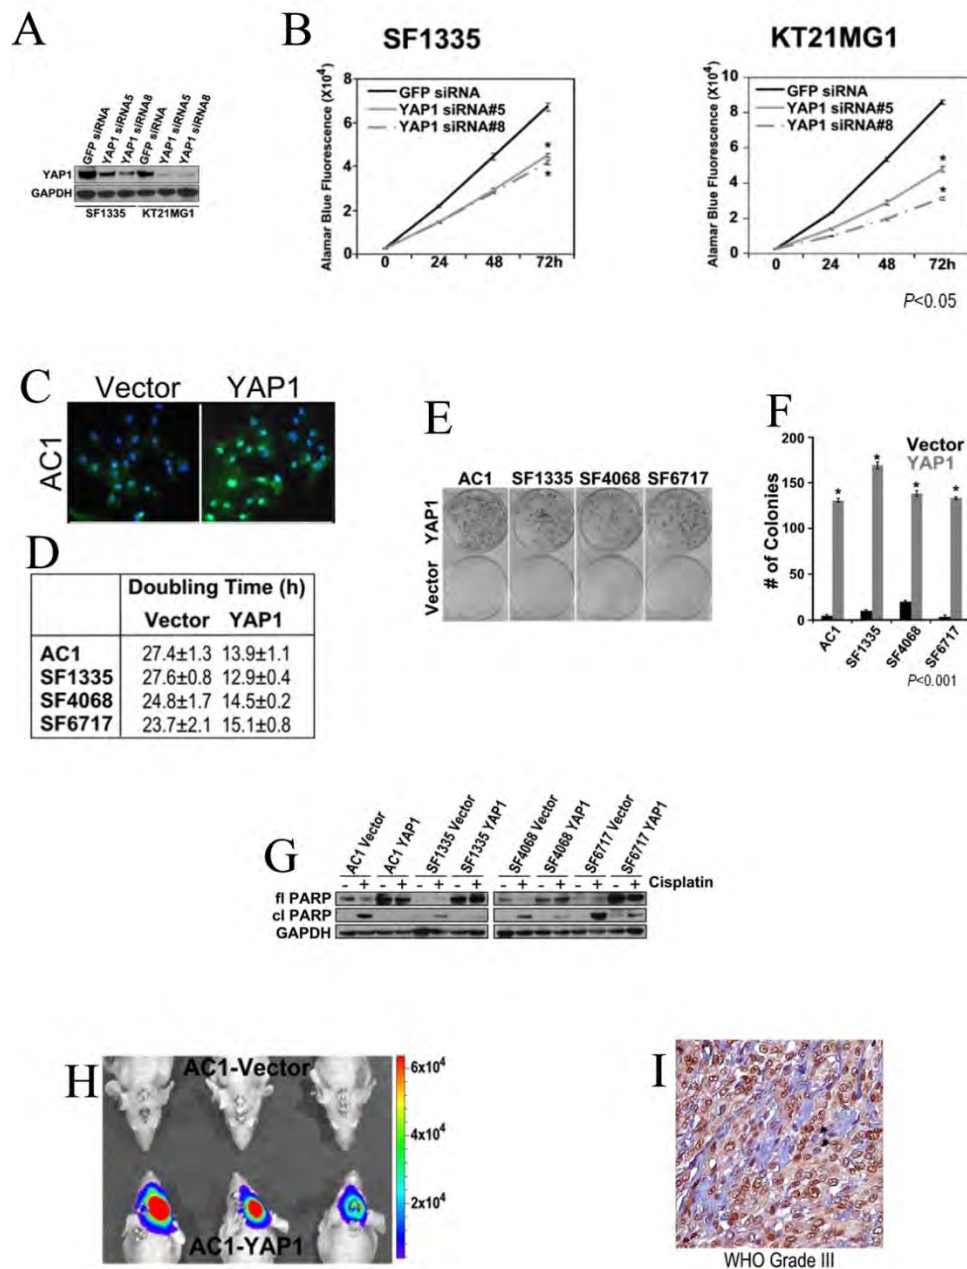 A
GFP siRNA
YAP1 siRNA5
YAP1 siRNA8
GFP siRNA
YAP1 siRNA5
YAP1 siRNA8
YAP1
GAPDH
SF1335 KT21MG1
B
SF1335
Alamar Blue Fluorescence (X10⁴)
8
6
4
2
0
GFP siRNA
YAP1 siRNA#5
YAP1 siRNA#8
*
*
0 24 48 72h
KT21MG1
Alamar Blue Fluorescence (X10⁴)
10
8
6
4
2
0
GFP siRNA
YAP1 siRNA#5
YAP1 siRNA#8
*
*
0 24 48 72h
P<0.05
C
Vector YAP1
AC1
D
Doubling Time (h)
Vector YAP1
AC1 27.4±1.3 13.9±1.1
SF1335 27.6±0.8 12.9±0.4
SF4068 24.8±1.7 14.5±0.2
SF6717 23.7±2.1 15.1±0.8
E
AC1 SF1335 SF4068 SF6717
YAP1
Vector
F
# of Colonies
200
150
100
50
0
Vector
YAP1
* * * *
AC1 SF1335 SF4068 SF6717
P<0.001
G
AC1 Vector
AC1 YAP1
SF1335 Vector
SF1335 YAP1
SF4068 Vector
SF4068 YAP1
SF6717 Vector
SF6717 YAP1
- + - + - + - + - + - + - + - + Cisplatin
fl PARP
cl PARP
GAPDH
H
AC1-Vector
AC1-YAP1
6x10⁴
4x10⁴
2x10⁴
I
WHO Grade III